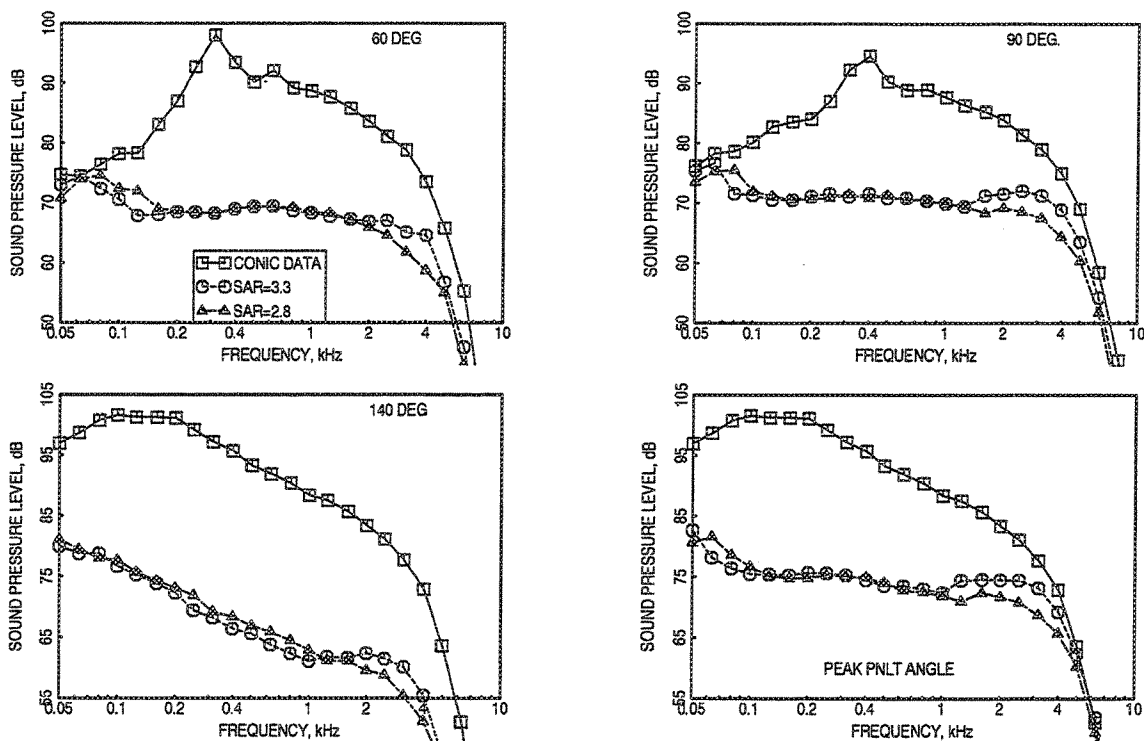 100
90
80
70
60
SOUND PRESSURE LEVEL, dB
60 DEG
CONIC DATA
SAR=3.3
SAR=2.8
0.05 0.1 0.2 0.4 1 2 4 10
FREQUENCY, kHz
100
90
80
70
60
SOUND PRESSURE LEVEL, dB
90 DEG.
0.05 0.1 0.2 0.4 1 2 4 10
FREQUENCY, kHz
105
95
85
75
65
55
SOUND PRESSURE LEVEL, dB
140 DEG
0.05 0.1 0.2 0.4 1 2 4 10
FREQUENCY, kHz
105
95
85
75
65
55
SOUND PRESSURE LEVEL, dB
PEAK PNLT ANGLE
0.05 0.1 0.2 0.4 1 2 4 10
FREQUENCY, kHz